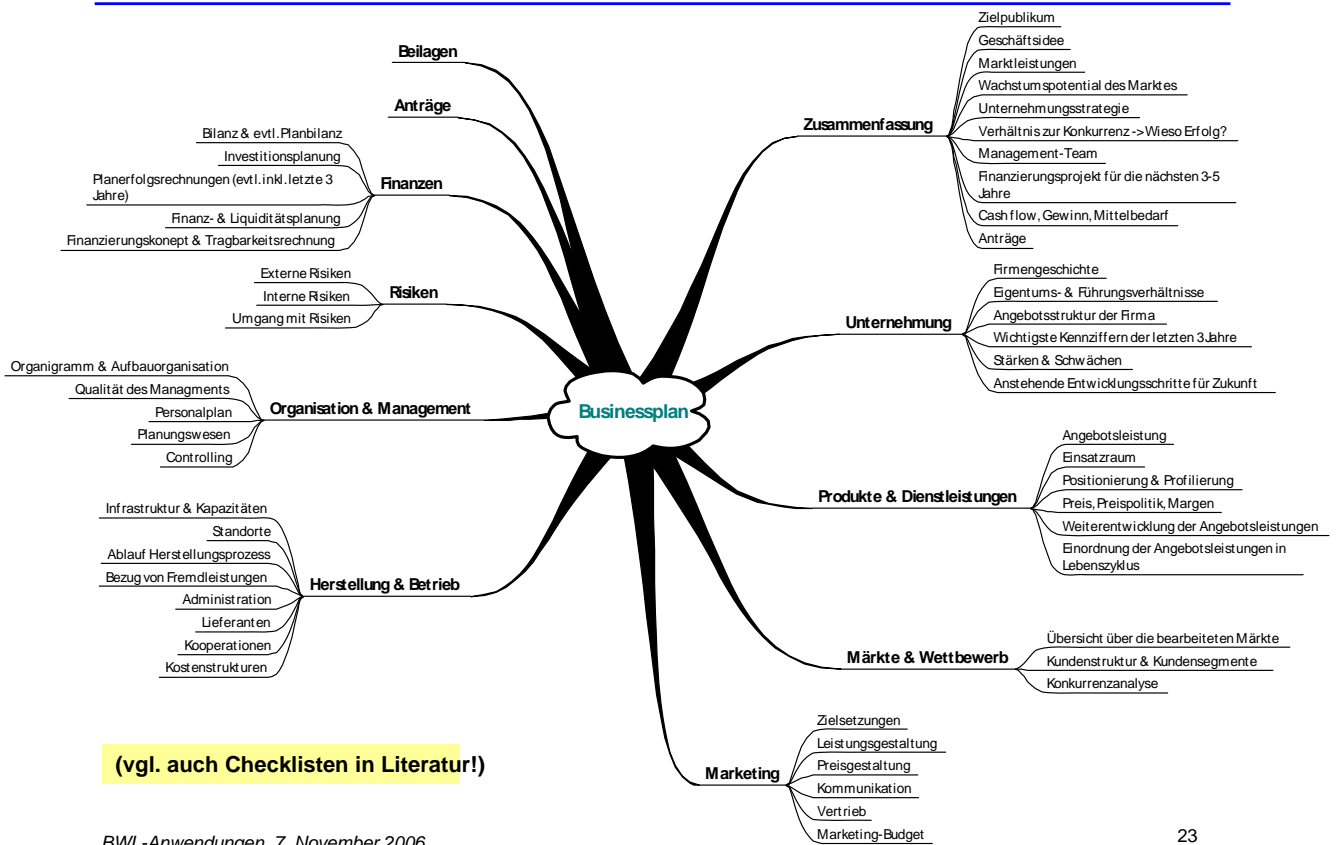 Businessplan
Zusammenfassung
Zielpublikum
Geschäftsidee
Marktleistungen
Wachstumspotential des Marktes
Unternehmungsstrategie
Verhältnis zur Konkurrenz -> Wieso Erfolg?
Management-Team
Finanzierungsprojekt für die nächsten 3-5
Jahre
Cash flow, Gewinn, Mittelbedarf
Anträge
Unternehmung
Firmengeschichte
Eigentums- & Führungsverhältnisse
Angebotsstruktur der Firma
Wichtigste Kennziffern der letzten 3 Jahre
Stärken & Schwächen
Anstehende Entwicklungsschritte für Zukunft
Produkte & Dienstleistungen
Angebotsleistung
Einsatzraum
Positionierung & Profilierung
Preis, Preispolitik, Margen
Weiterentwicklung der Angebotsleistungen
Einordnung der Angebotsleistungen in
Lebenszyklus
Märkte & Wettbewerb
Übersicht über die bearbeiteten Märkte
Kundenstruktur & Kundensegmente
Konkurrenzanalyse
Marketing
Zielsetzungen
Leistungsgestaltung
Preisgestaltung
Kommunikation
Vertrieb
Marketing-Budget
Herstellung & Betrieb
Infrastruktur & Kapazitäten
Standorte
Ablauf Herstellungsprozess
Bezug von Fremdleistungen
Administration
Lieferanten
Kooperationen
Kostenstrukturen
Organisation & Management
Organigramm & Aufbauorganisation
Qualität des Managments
Personalplan
Planungswesen
Controlling
Risiken
Externe Risiken
Interne Risiken
Umgang mit Risiken
Finanzen
Bilanz & evtl. Planbilanz
Investitionsplanung
Planerfolgsrechnungen (evtl. inkl. letzte 3
Jahre)
Finanz- & Liquiditätsplanung
Finanzierungskonept & Tragbarkeitsrechnung
Anträge
Beilagen
(vgl. auch Checklisten in Literatur!)
BWL-Anwendungen, 7. November 2006
23